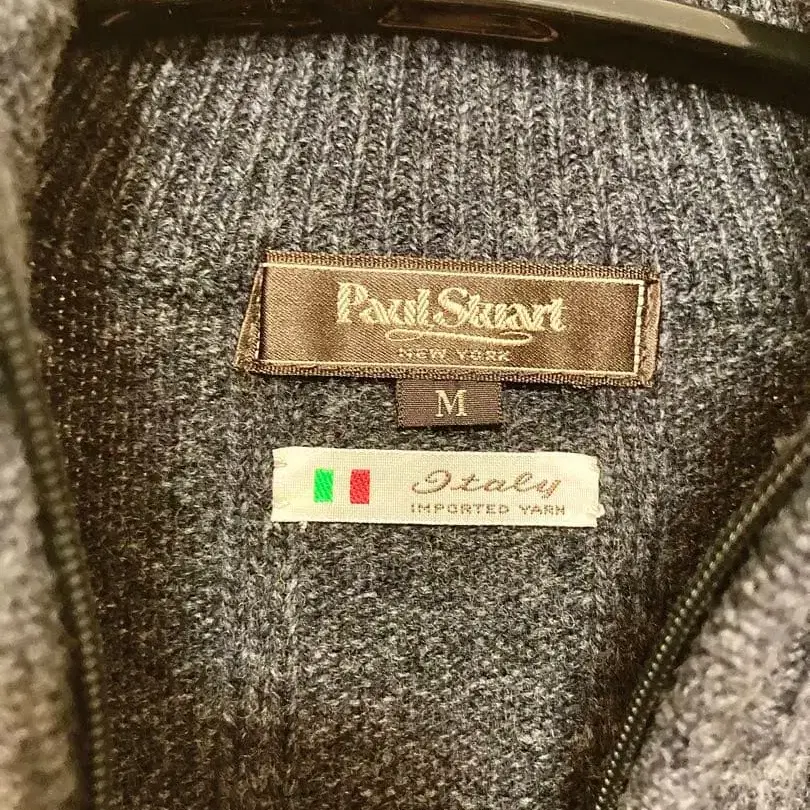 Paul Stuart
NEW YORK
M
Italy
IMPORTED YARN